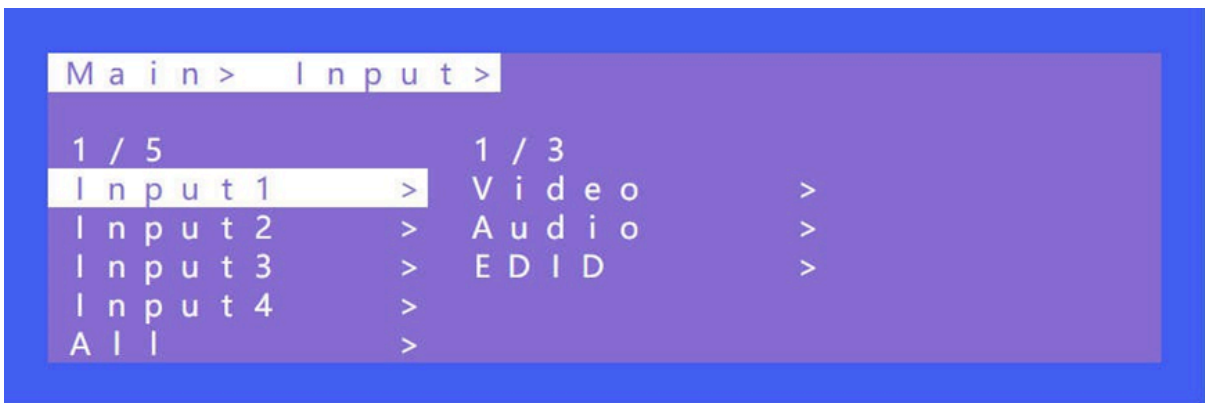 Main> Input>
1/5 1/3
Input1 > Video >
Input2 > Audio >
Input3 > EDID >
Input4 >
All >